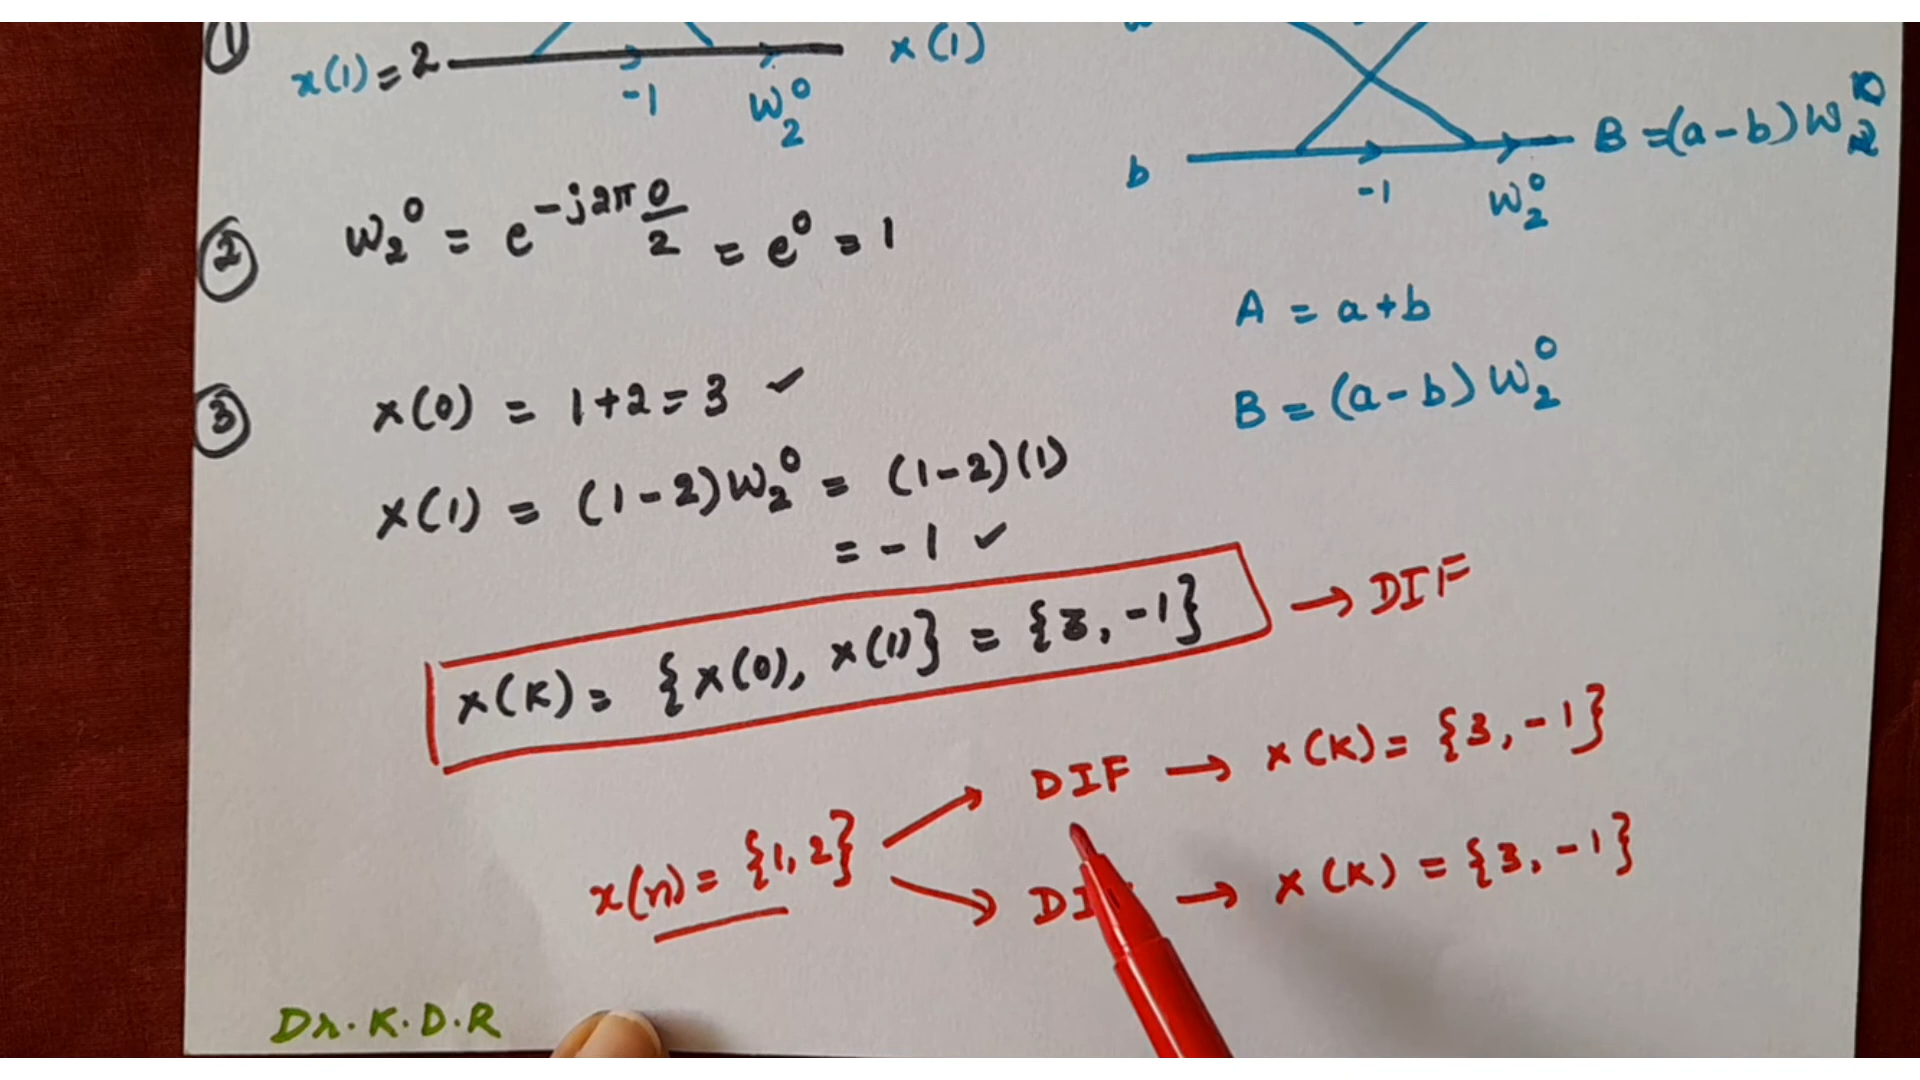 ①
x(1) = 2
-1
W₂⁰
x(1)
b
-1
W₂⁰
B = (a-b) W
② W₂⁰ = e^{-j2π 0/2} = e⁰ = 1
A = a+b
B = (a-b) W₂⁰
③ X(0) = 1+2 = 3 ✓
X(1) = (1-2)W₂⁰ = (1-2)(1)
= -1 ✓
X(K) = {X(0), X(1)} = {3, -1} → DIF
x(n) = {1, 2}
DIF → X(K) = {3, -1}
→ X(K) = {3, -1}
Dr. K.D.R